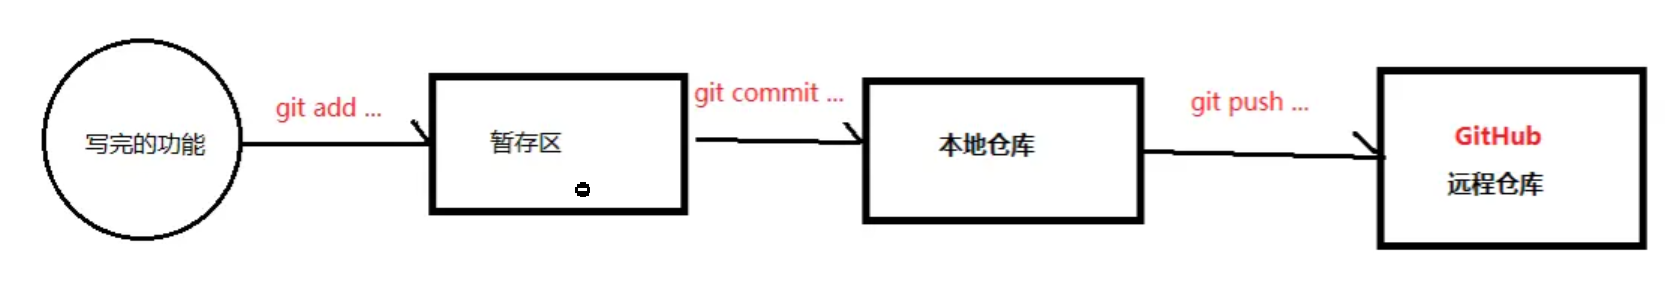 写完的功能
git add ...
暂存区
git commit ...
本地仓库
git push ...
GitHub
远程仓库